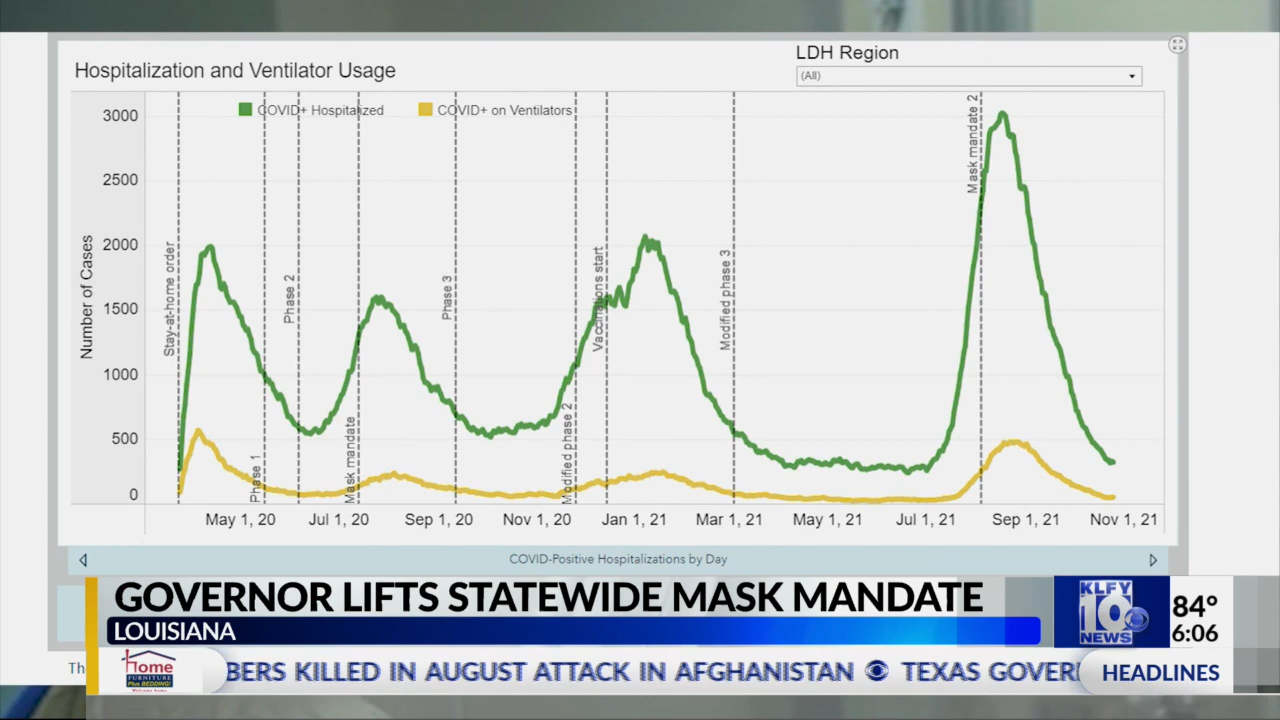 LDH Region
Hospitalization and Ventilator Usage
(All)
COVID+ Hospitalized
COVID+ on Ventilators
Number of Cases
3000
2500
2000
1500
1000
500
0
Stay-at-home order
Phase 1
Phase 2
Mask mandate
Phase 3
Modified phase 2
Vaccinations start
Modified phase 3
Mask mandate 2
May 1, 20
Jul 1, 20
Sep 1, 20
Nov 1, 20
Jan 1, 21
Mar 1, 21
May 1, 21
Jul 1, 21
Sep 1, 21
Nov 1, 21
COVID-Positive Hospitalizations by Day
GOVERNOR LIFTS STATEWIDE MASK MANDATE
LOUISIANA
KLFY
10
NEWS
84°
6:06
Th
Home
FURNITURE
Plus BEDDING!
Welcome home
BERS KILLED IN AUGUST ATTACK IN AFGHANISTAN TEXAS GOVER
HEADLINES